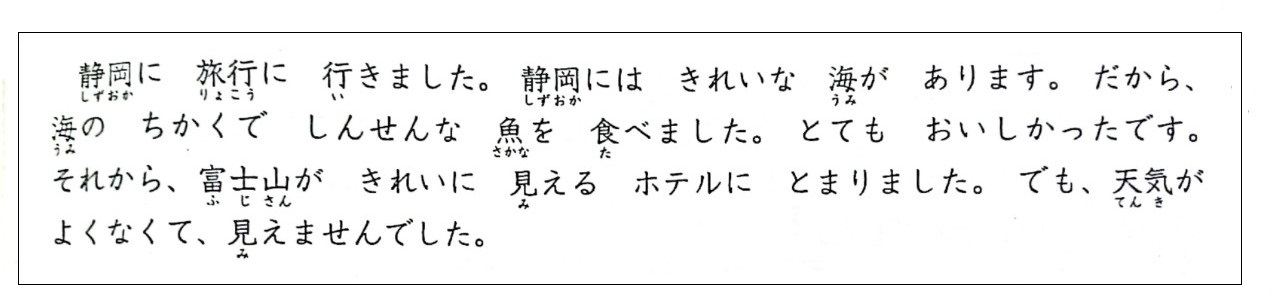 静岡に 旅行に 行きました。 静岡には きれいな 海が あります。 だから、
しずおか りょこう い しずおか うみ
海の ちかくで しんせんな 魚を 食べました。 とても おいしかったです。
うみ さかな た
それから、富士山が きれいに 見える ホテルに とまりました。 でも、天気が
ふ じ さん み てん き
よくなくて、見えませんでした。
み